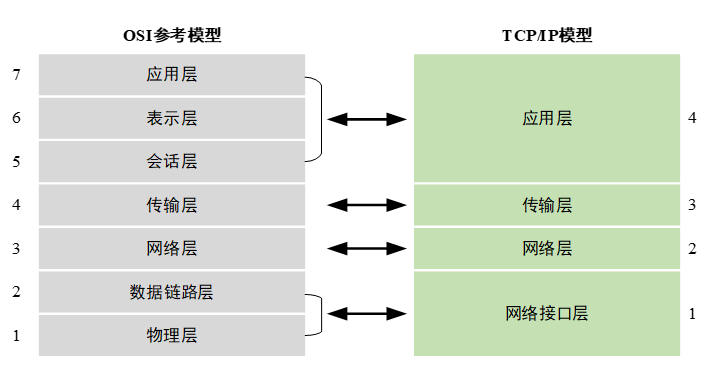 OSI参考模型
TCP/IP模型
7
应用层
6
表示层
5
会话层
应用层
4
4
传输层
传输层
3
3
网络层
网络层
2
2
数据链路层
1
物理层
网络接口层
1